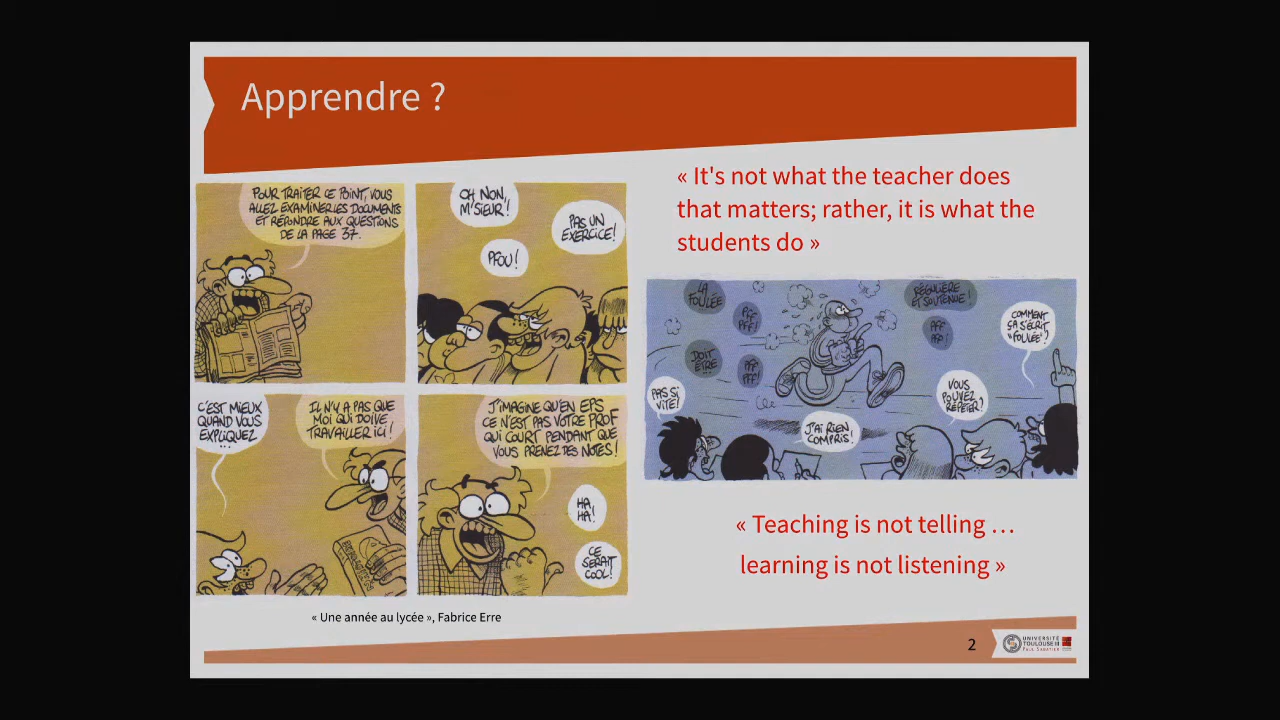 Apprendre ?
POUR TRAITER CE POINT, VOUS
ALLEZ EXAMINER LES DOCUMENTS
ET RÉPONDRE AUX QUESTIONS
DE LA PAGE 37.
OH NON,
M'SIEUR !
PAS UN
EXERCICE !
PFOU !
C'EST MIEUX
QUAND VOUS
EXPLIQUEZ
...
IL N'Y A PAS QUE
MOI QUI DOIVE
TRAVAILLER ICI !
J'IMAGINE QU'EN EPS
CE N'EST PAS VOTRE PROF
QUI COURT PENDANT QUE
VOUS PRENEZ DES NOTES !
HA
HA !
CE
SERAIT
COOL !
« Une année au lycée », Fabrice Erre
« It's not what the teacher does
that matters; rather, it is what the
students do »
LA
FOULÉE
PFF
PFF !
DOIT
ÊTRE
PFF
PFF !
RÉGULIÈRE
ET SOUTENUE !
PFF
PFF !
COMMENT
ÇA S'ÉCRIT
"FOULÉE" ?
PAS SI
VITE !
J'AI RIEN
COMPRIS !
VOUS
POUVEZ
RÉPÉTER ?
« Teaching is not telling …
learning is not listening »
2
UNIVERSITÉ
TOULOUSE III
PAUL SABATIER